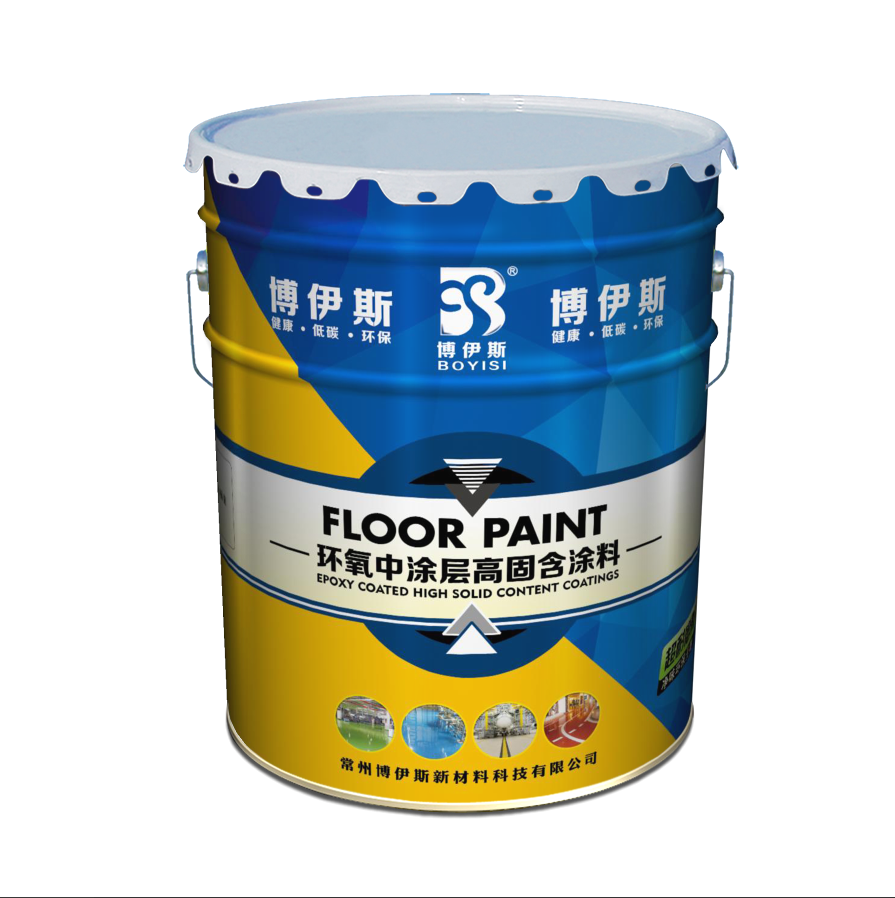 博伊斯
健康·低碳·环保
®
博伊斯
BOYISI
博伊斯
健康·低碳·环保
FLOOR PAINT
环氧中涂层高固含涂料
EPOXY COATED HIGH SOLID CONTENT COATINGS
常州博伊斯新材料科技有限公司